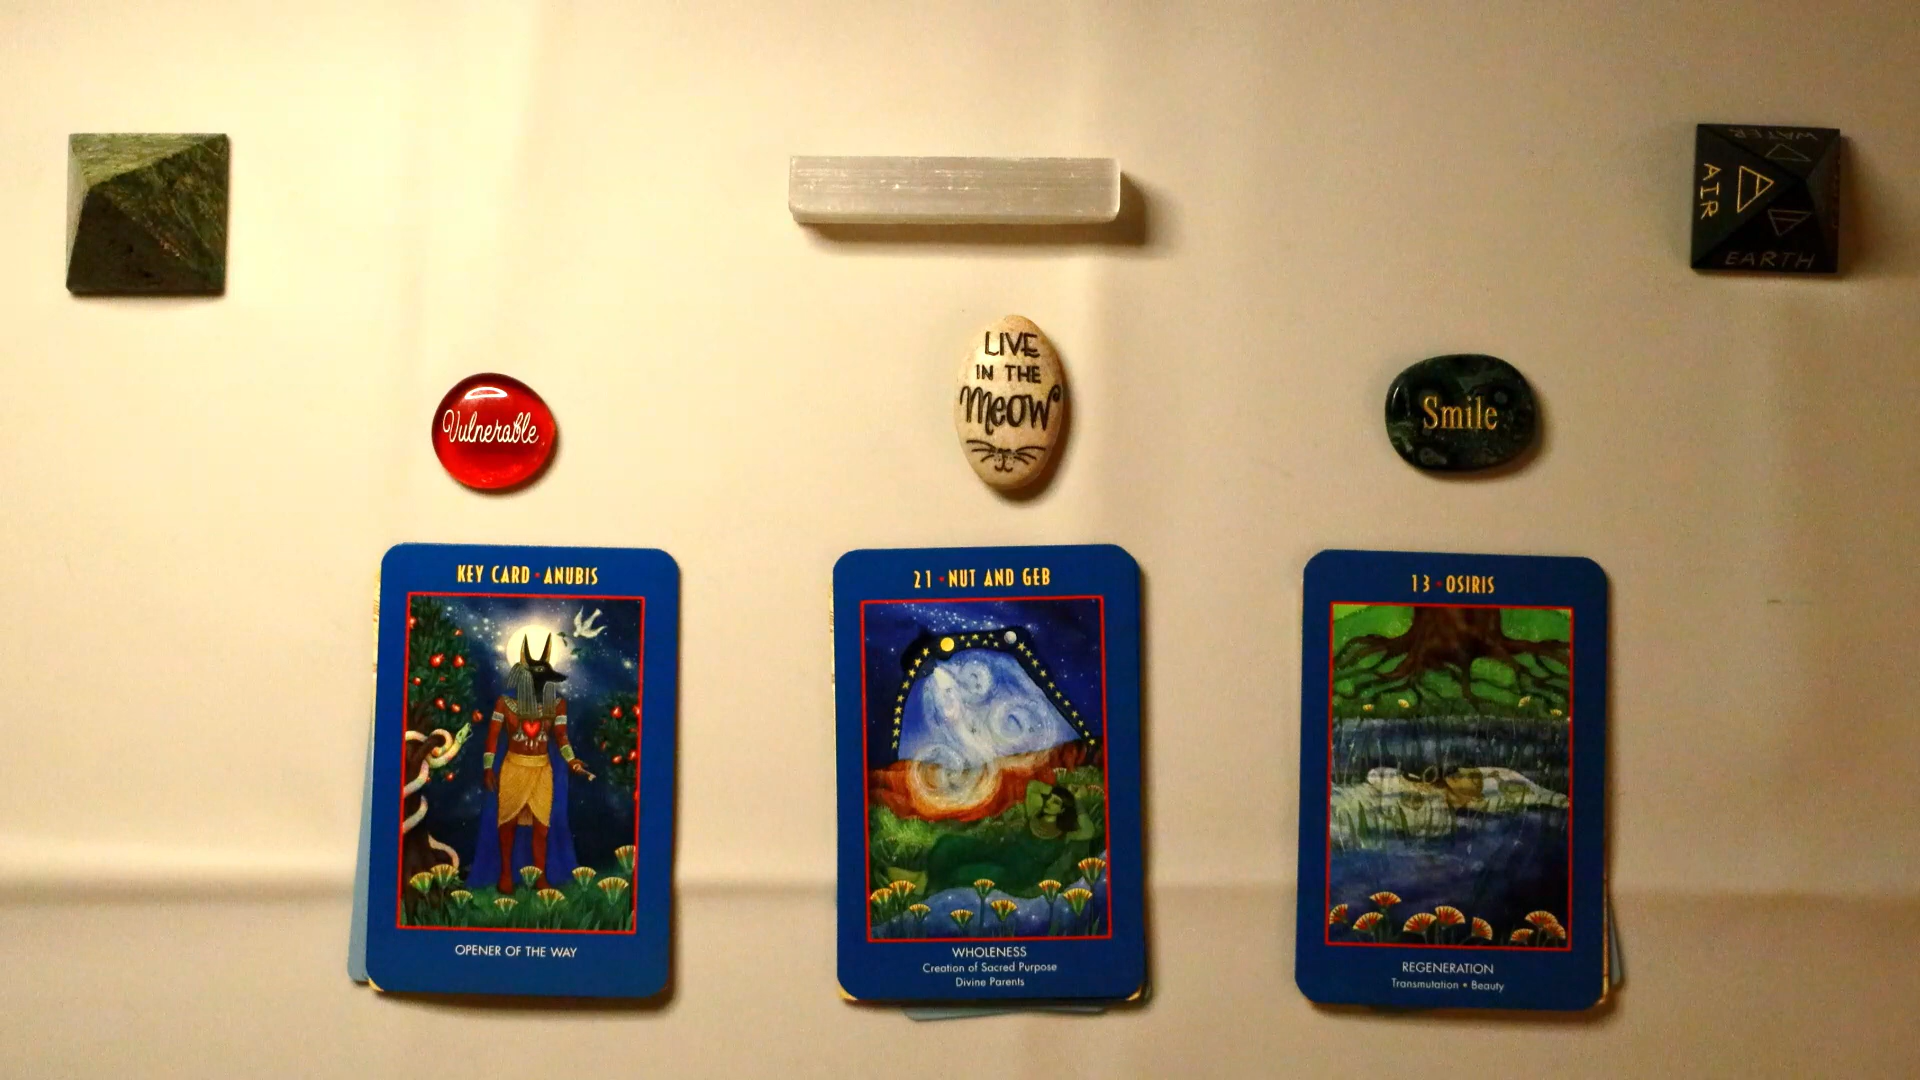 WATER
AIR
EARTH
LIVE
IN THE
Meow
Vulnerable
Smile
KEY CARD • ANUBIS
OPENER OF THE WAY
21 • NUT AND GEB
WHOLENESS
Creation of Sacred Purpose
Divine Parents
13 • OSIRIS
REGENERATION
Transmutation • Beauty